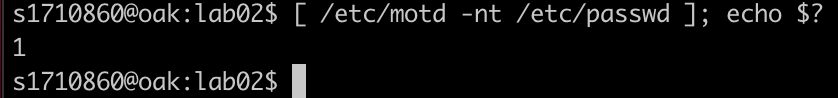 s1710860@oak:lab02$ [ /etc/motd -nt /etc/passwd ]; echo $?
1
s1710860@oak:lab02$